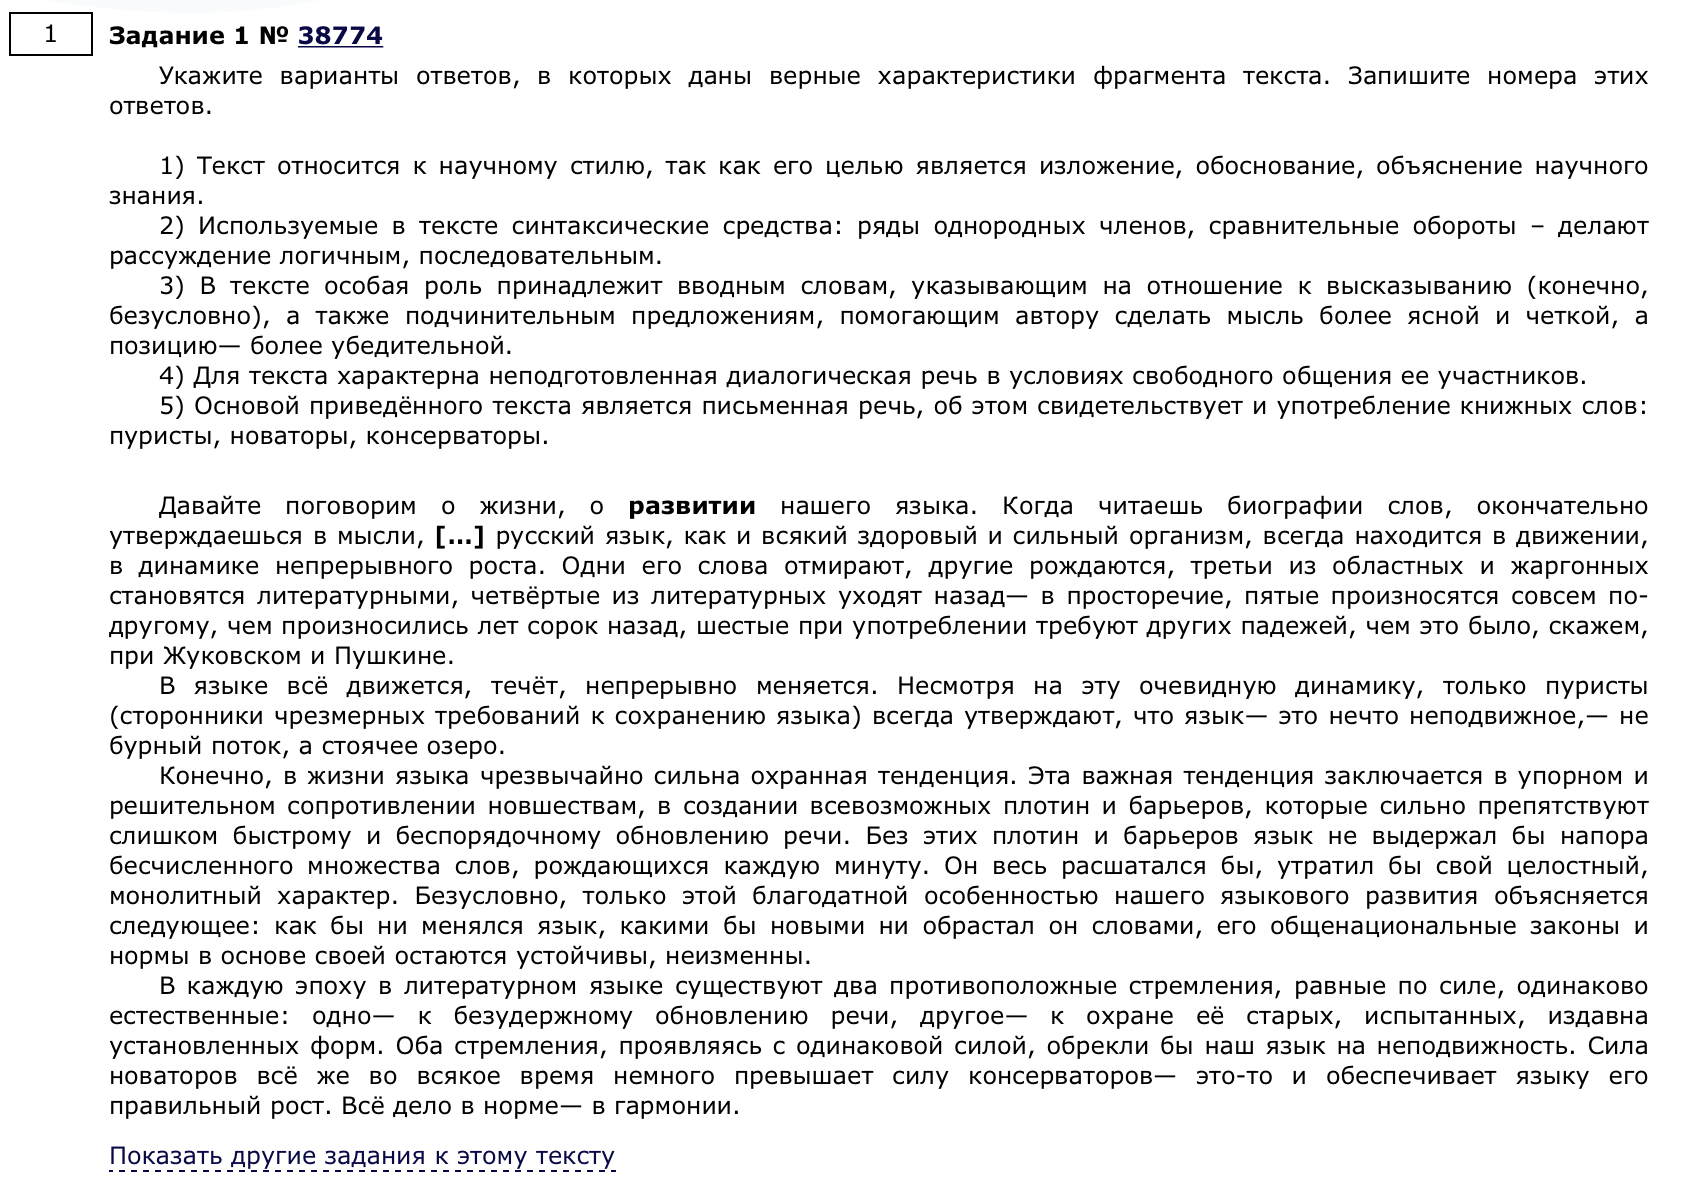 1
Задание 1 № 38774
Укажите варианты ответов, в которых даны верные характеристики фрагмента текста. Запишите номера этих
ответов.
1) Текст относится к научному стилю, так как его целью является изложение, обоснование, объяснение научного
знания.
2) Используемые в тексте синтаксические средства: ряды однородных членов, сравнительные обороты – делают
рассуждение логичным, последовательным.
3) В тексте особая роль принадлежит вводным словам, указывающим на отношение к высказыванию (конечно,
безусловно), а также подчинительным предложениям, помогающим автору сделать мысль более ясной и четкой, а
позицию— более убедительной.
4) Для текста характерна неподготовленная диалогическая речь в условиях свободного общения ее участников.
5) Основой приведённого текста является письменная речь, об этом свидетельствует и употребление книжных слов:
пуристы, новаторы, консерваторы.
Давайте поговорим о жизни, о развитии нашего языка. Когда читаешь биографии слов, окончательно
утверждаешься в мысли, [...] русский язык, как и всякий здоровый и сильный организм, всегда находится в движении,
в динамике непрерывного роста. Одни его слова отмирают, другие рождаются, третьи из областных и жаргонных
становятся литературными, четвёртые из литературных уходят назад— в просторечие, пятые произносятся совсем по-
другому, чем произносились лет сорок назад, шестые при употреблении требуют других падежей, чем это было, скажем,
при Жуковском и Пушкине.
В языке всё движется, течёт, непрерывно меняется. Несмотря на эту очевидную динамику, только пуристы
(сторонники чрезмерных требований к сохранению языка) всегда утверждают, что язык— это нечто неподвижное,— не
бурный поток, а стоячее озеро.
Конечно, в жизни языка чрезвычайно сильна охранная тенденция. Эта важная тенденция заключается в упорном и
решительном сопротивлении новшествам, в создании всевозможных плотин и барьеров, которые сильно препятствуют
слишком быстрому и беспорядочному обновлению речи. Без этих плотин и барьеров язык не выдержал бы напора
бесчисленного множества слов, рождающихся каждую минуту. Он весь расшатался бы, утратил бы свой целостный,
монолитный характер. Безусловно, только этой благодатной особенностью нашего языкового развития объясняется
следующее: как бы ни менялся язык, какими бы новыми ни обрастал он словами, его общенациональные законы и
нормы в основе своей остаются устойчивы, неизменны.
В каждую эпоху в литературном языке существуют два противоположные стремления, равные по силе, одинаково
естественные: одно— к безудержному обновлению речи, другое— к охране её старых, испытанных, издавна
установленных форм. Оба стремления, проявляясь с одинаковой силой, обрекли бы наш язык на неподвижность. Сила
новаторов всё же во всякое время немного превышает силу консерваторов— это-то и обеспечивает языку его
правильный рост. Всё дело в норме— в гармонии.
Показать другие задания к этому тексту